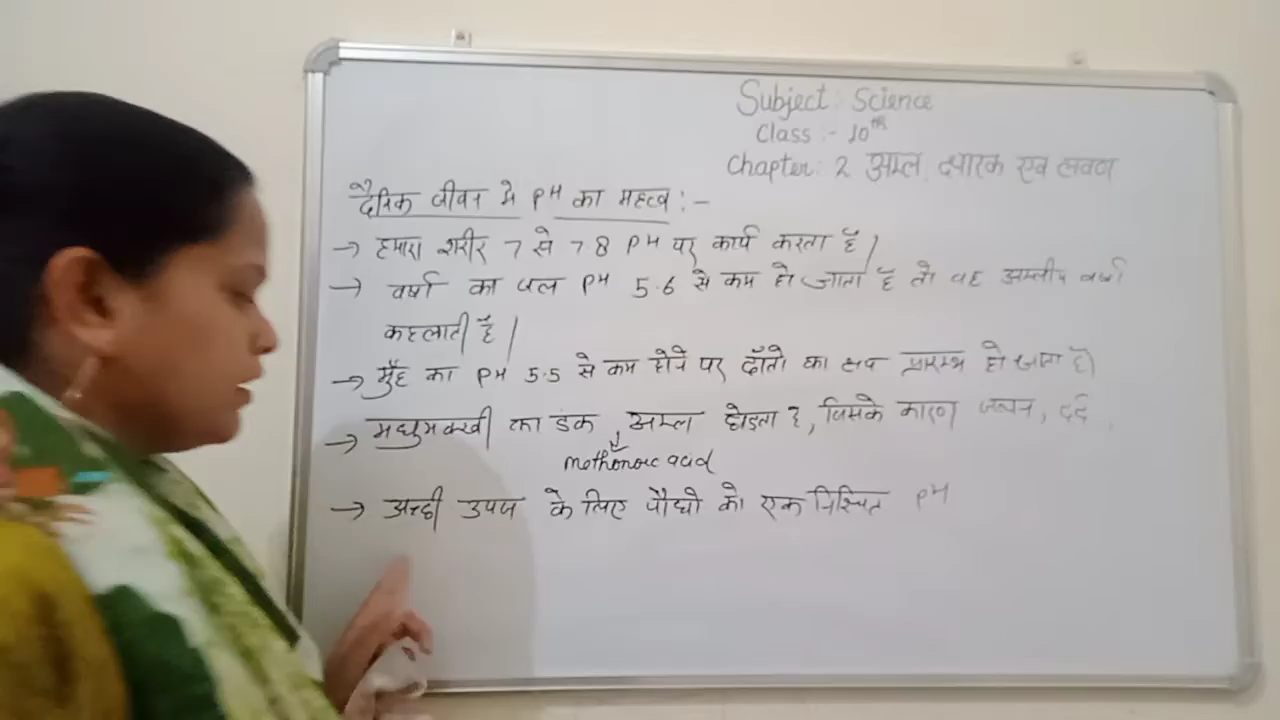 Subject : Science
Class :- 10th
Chapter : 2 अम्ल, क्षारक एवं लवण
दैनिक जीवन मे PH का महत्व :-
→ हमारा शरीर 7 से 7 8 PH पर कार्य करता है।
→ वर्षा का जल PH 5.6 से कम हो जाता है तो वह अम्लीय वर्षा
कहलाती है।
→ मुँह का PH 5.5 से कम होने पर दाँतो का क्षय प्रारम्भ हो जाता है
→ मधुमक्खी का डंक, अम्ल छोडता है, जिसके कारण जलन, दर्द,
methonoic acid
→ अच्छी उपज के लिए पौधो को एक निश्चित PH